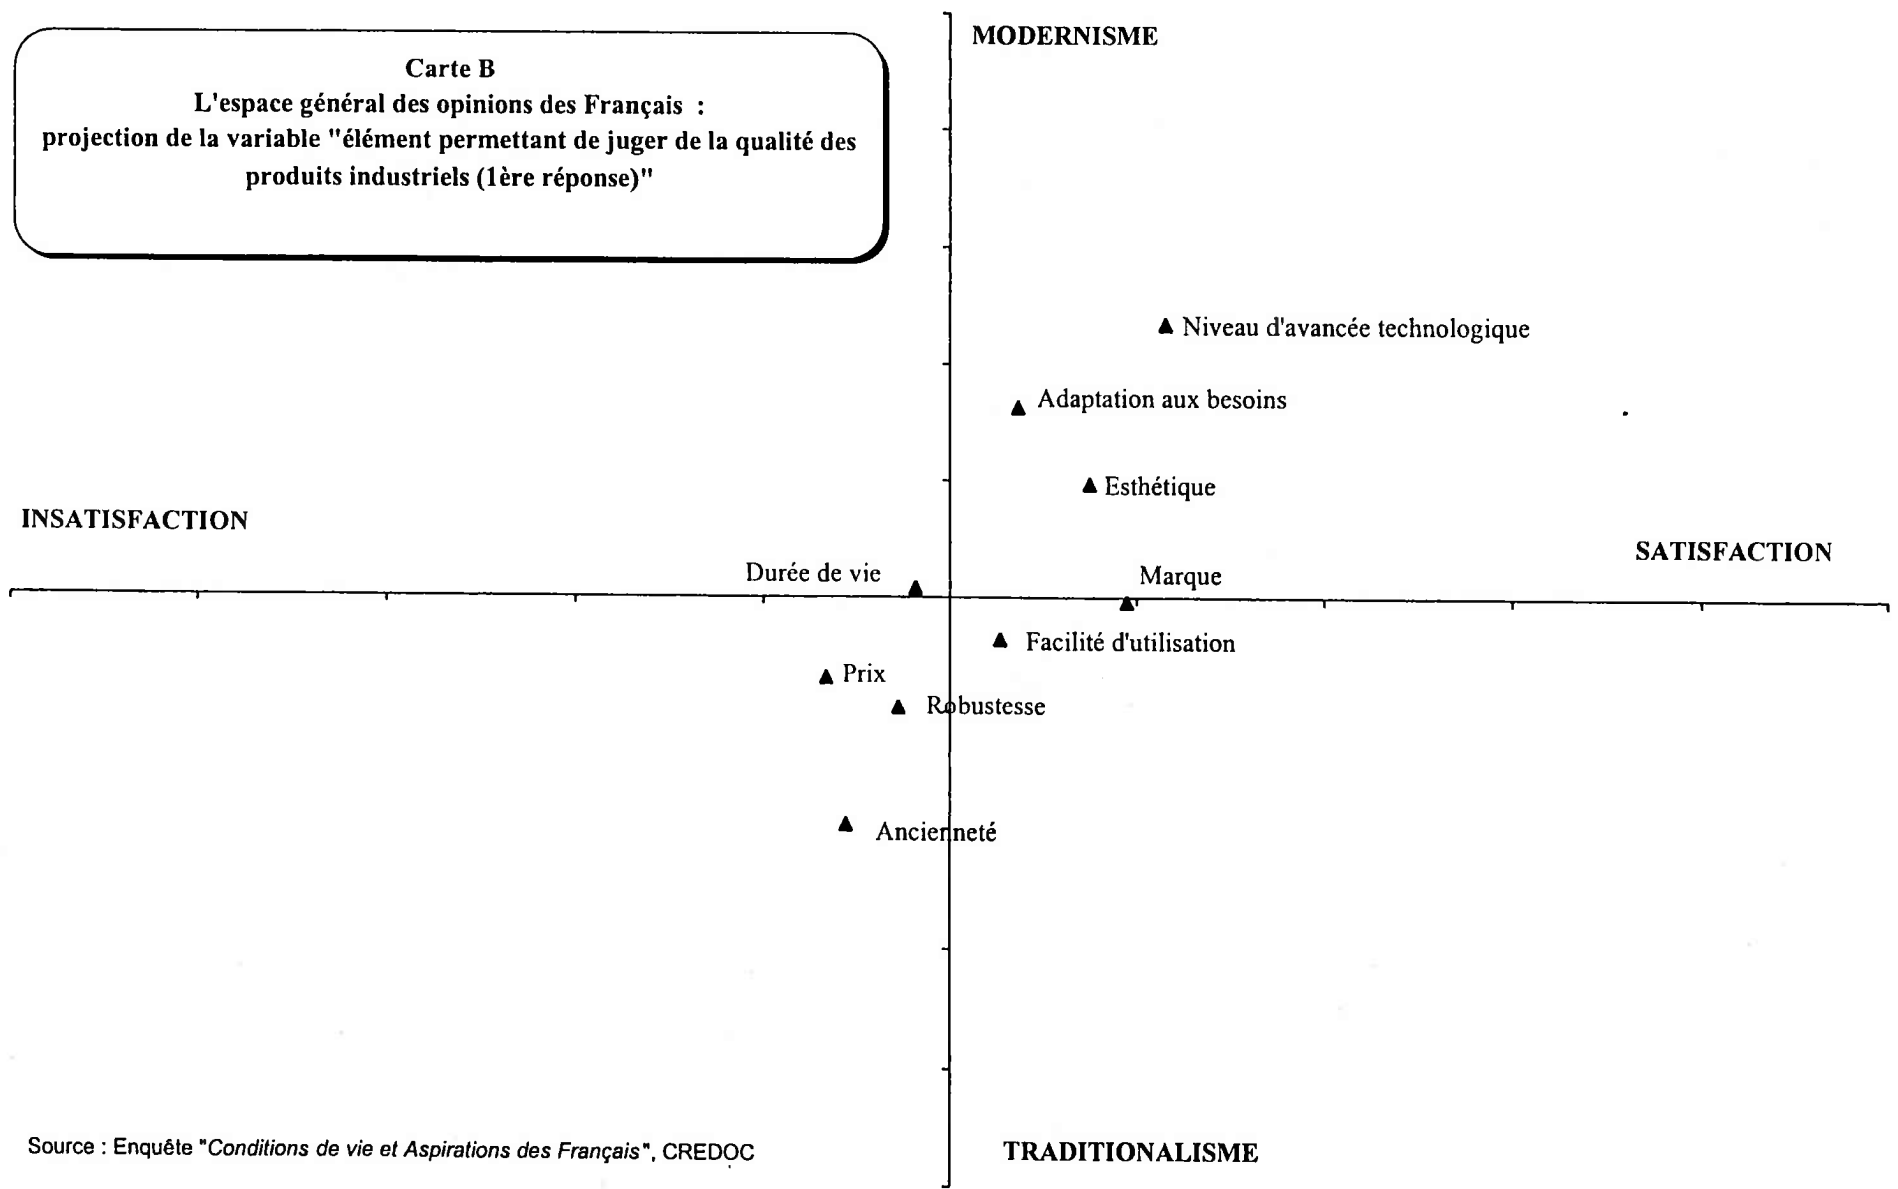 MODERNISME
Carte B
L'espace général des opinions des Français :
projection de la variable "élément permettant de juger de la qualité des
produits industriels (1ère réponse)"
Niveau d'avancée technologique
Adaptation aux besoins
Esthétique
INSATISFACTION
SATISFACTION
Durée de vie
Marque
Facilité d'utilisation
Prix
Robustesse
Ancienneté
Source : Enquête "Conditions de vie et Aspirations des Français", CREDOC
TRADITIONALISME